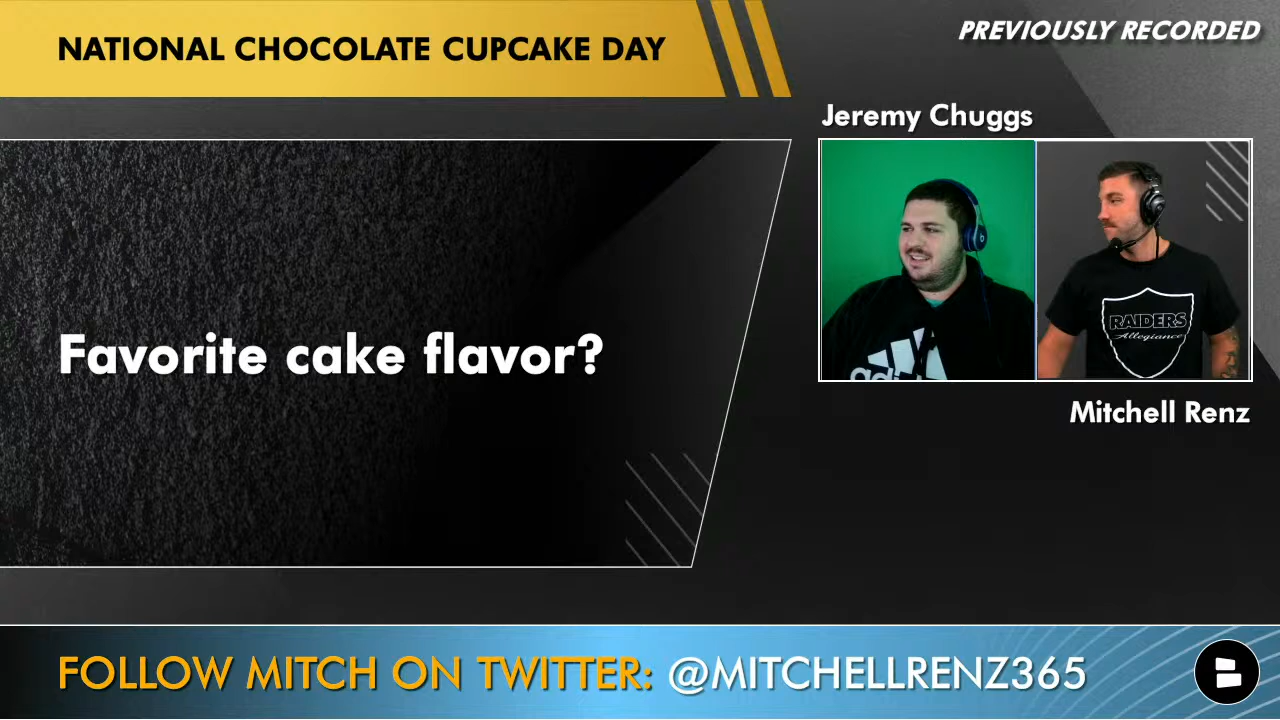 NATIONAL CHOCOLATE CUPCAKE DAY
PREVIOUSLY RECORDED
Jeremy Chuggs
Favorite cake flavor?
adidas
RAIDERS
Allegiance
Mitchell Renz
FOLLOW MITCH ON TWITTER: @MITCHELLRENZ365